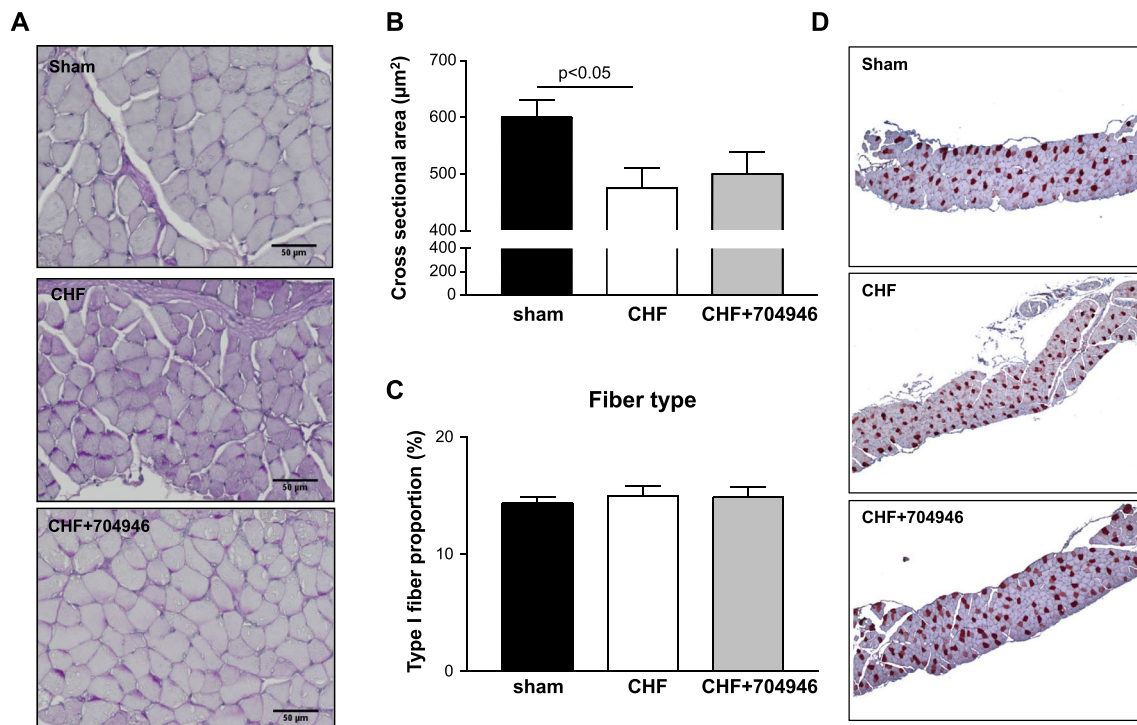 A
Sham
50 µm
CHF
50 µm
CHF+704946
50 µm
B
Cross sectional area (µm²)
700
600
500
400
400
200
0
p<0.05
sham CHF CHF+704946
C
Fiber type
Type I fiber proportion (%)
20
10
0
sham CHF CHF+704946
D
Sham
CHF
CHF+704946